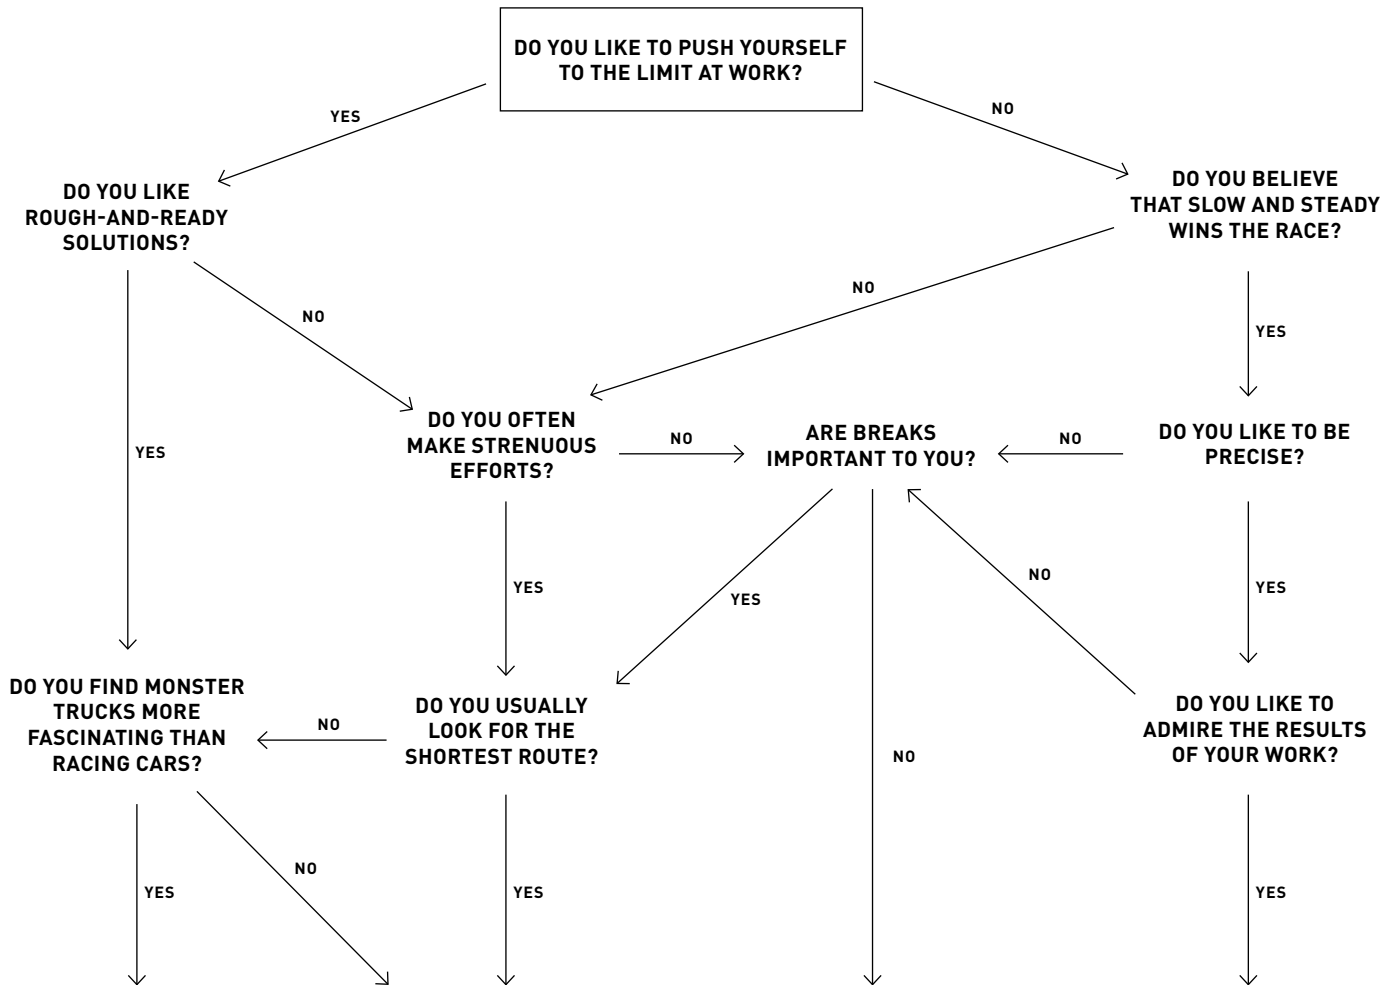 DO YOU LIKE TO PUSH YOURSELF
TO THE LIMIT AT WORK?
YES
NO
DO YOU LIKE
ROUGH-AND-READY
SOLUTIONS?
DO YOU BELIEVE
THAT SLOW AND STEADY
WINS THE RACE?
NO
NO
YES
YES
DO YOU OFTEN
MAKE STRENUOUS
EFFORTS?
NO
ARE BREAKS
IMPORTANT TO YOU?
NO
DO YOU LIKE TO BE
PRECISE?
YES
YES
NO
YES
DO YOU FIND MONSTER
TRUCKS MORE
FASCINATING THAN
RACING CARS?
NO
DO YOU USUALLY
LOOK FOR THE
SHORTEST ROUTE?
NO
DO YOU LIKE TO
ADMIRE THE RESULTS
OF YOUR WORK?
YES
NO
YES
YES